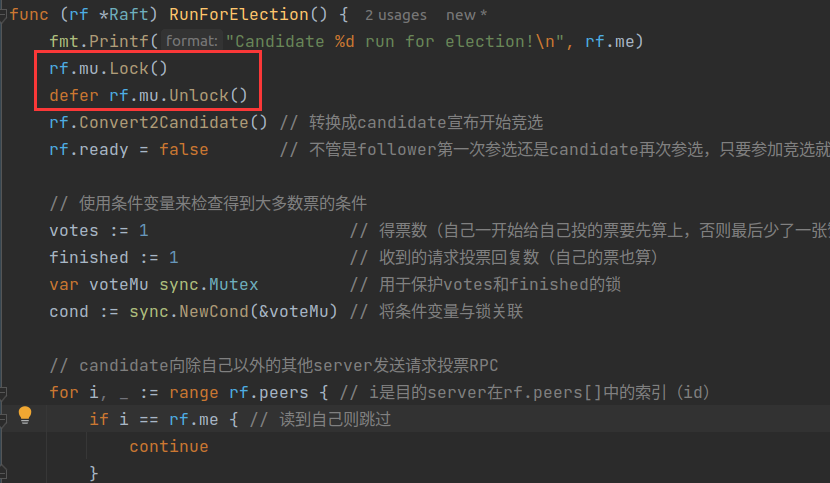 func (rf *Raft) RunForElection() { 2 usages new *
fmt.Printf( format: "Candidate %d run for election!\n", rf.me)
rf.mu.Lock()
defer rf.mu.Unlock()
rf.Convert2Candidate() // 转换成candidate宣布开始竞选
rf.ready = false // 不管是follower第一次参选还是candidate再次参选，只要参加竞选就
// 使用条件变量来检查得到大多数票的条件
votes := 1 // 得票数（自己一开始给自己投的票要先算上，否则最后少了一张
finished := 1 // 收到的请求投票回复数（自己的票也算）
var voteMu sync.Mutex // 用于保护votes和finished的锁
cond := sync.NewCond(&voteMu) // 将条件变量与锁关联
// candidate向除自己以外的其他server发送请求投票RPC
for i, _ := range rf.peers { // i是目的server在rf.peers[]中的索引（id）
if i == rf.me { // 读到自己则跳过
continue
}